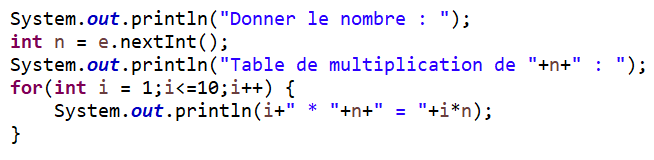 System.out.println("Donner le nombre : ");
int n = e.nextInt();
System.out.println("Table de multiplication de "+n+" : ");
for(int i = 1;i<=10;i++) {
    System.out.println(i+" * "+n+" = "+i*n);
}